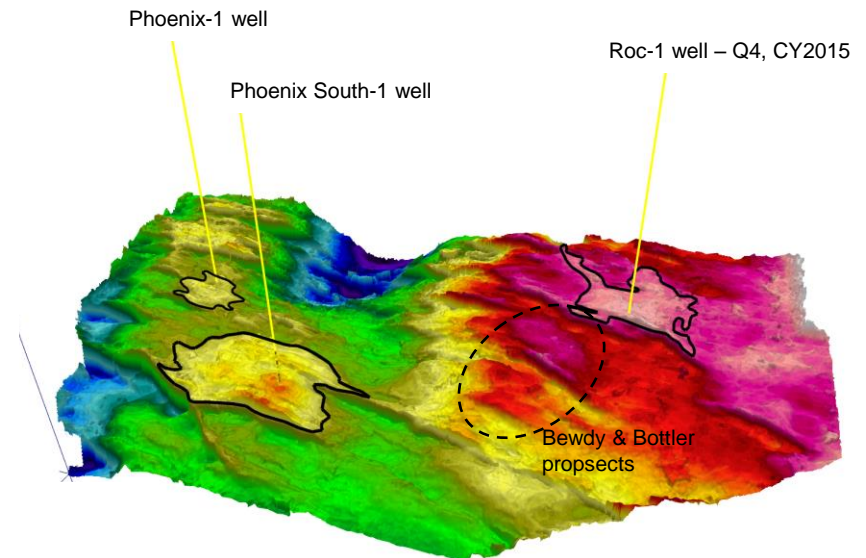 Phoenix-1 well
Roc-1 well – Q4, CY2015
Phoenix South-1 well
Bewdy & Bottler
propsects